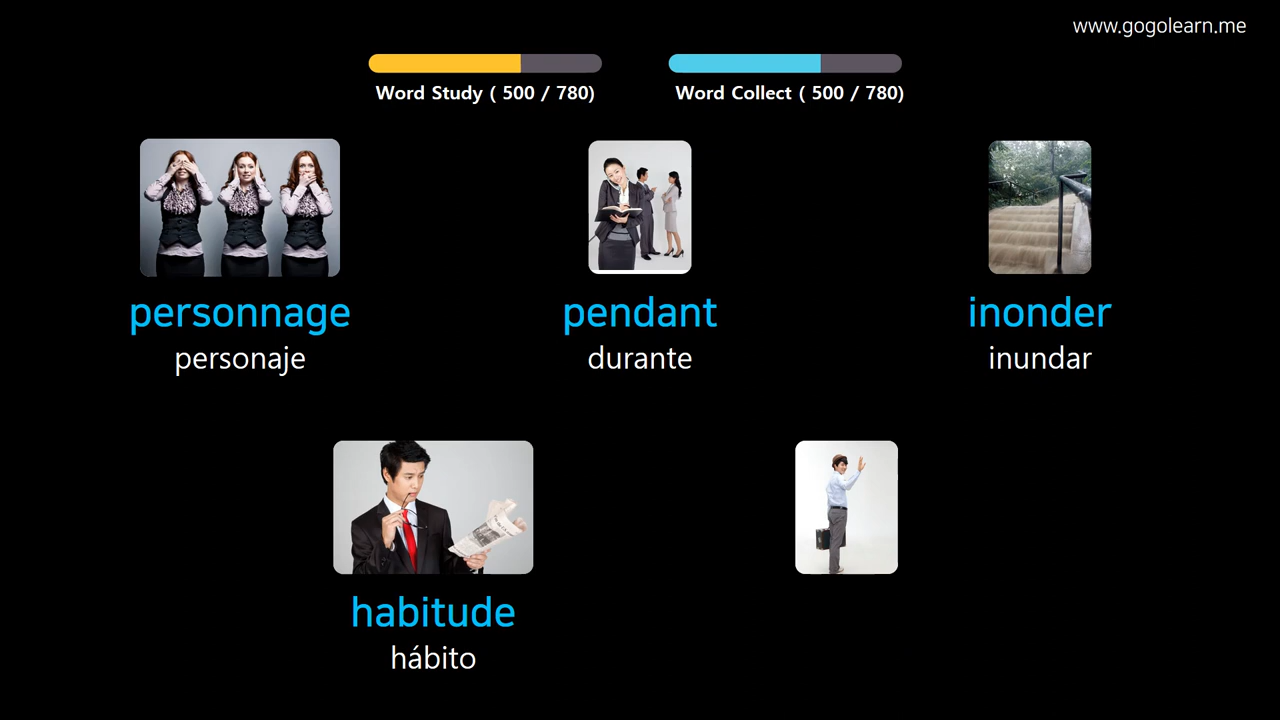 www.gogolearn.me
Word Study ( 500 / 780)
Word Collect ( 500 / 780)
personnage
personaje
pendant
durante
inonder
inundar
habitude
hábito